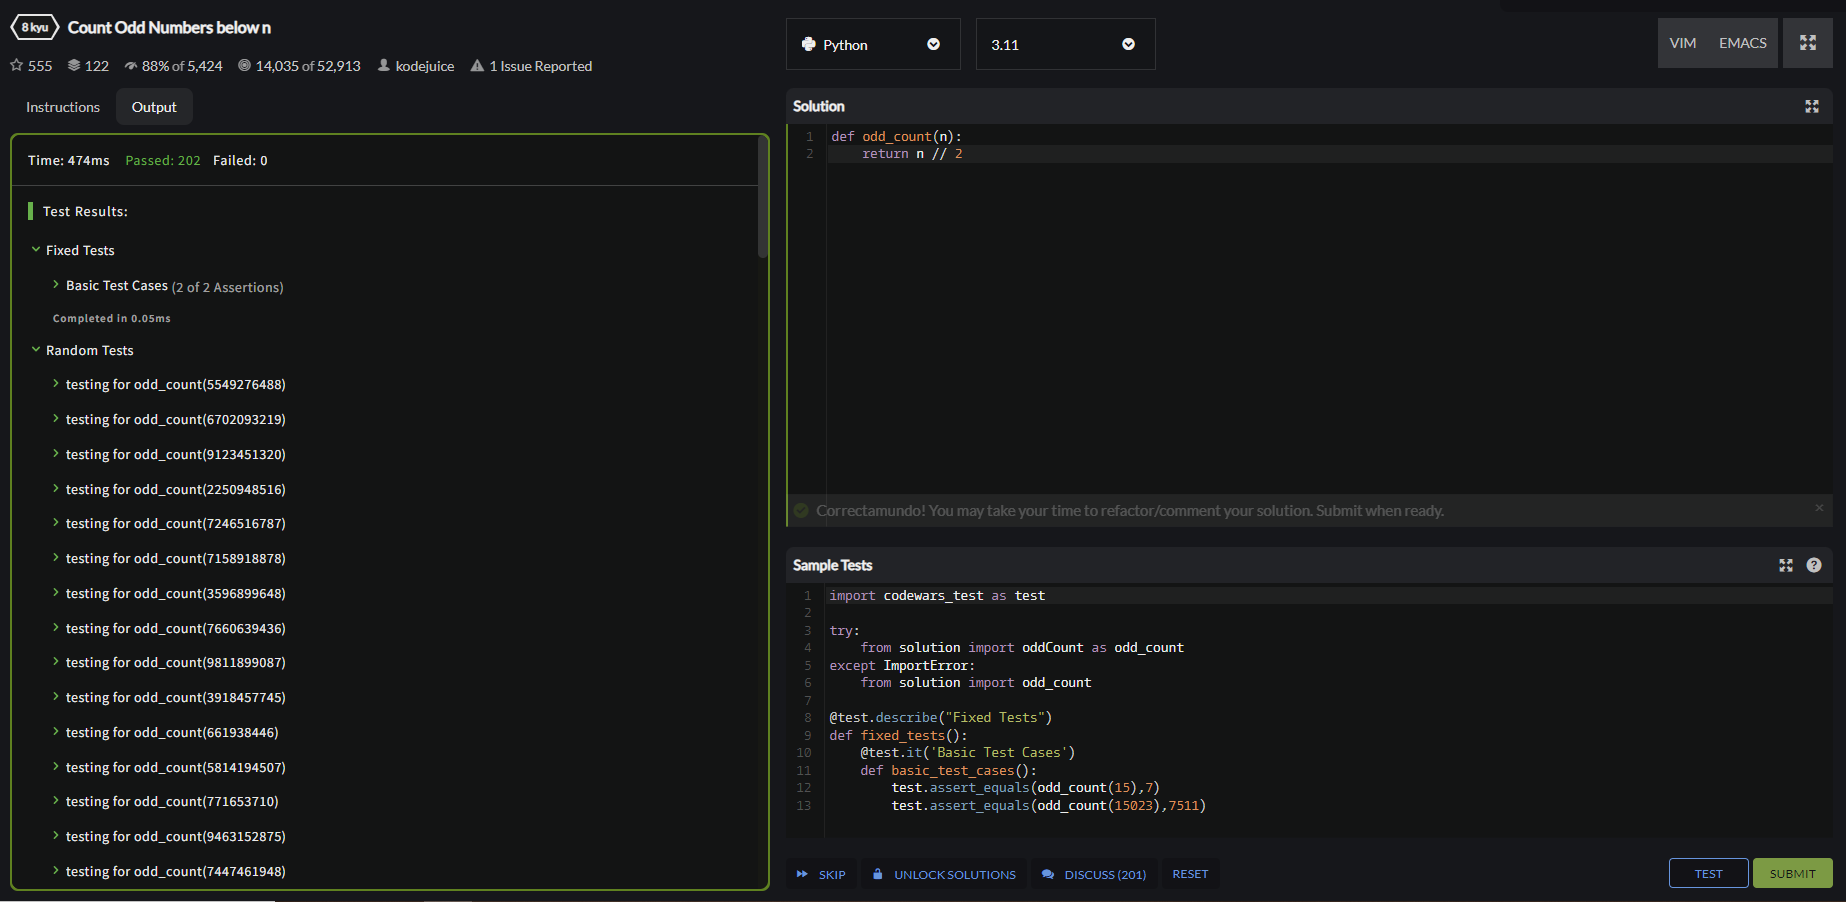 8 kyu Count Odd Numbers below n
555 122 88% of 5,424 14,035 of 52,913 kodejuice 1 Issue Reported
Instructions Output
Time: 474ms Passed: 202 Failed: 0
Test Results:
Fixed Tests
Basic Test Cases (2 of 2 Assertions)
Completed in 0.05ms
Random Tests
testing for odd_count(5549276488)
testing for odd_count(6702093219)
testing for odd_count(9123451320)
testing for odd_count(2250948516)
testing for odd_count(7246516787)
testing for odd_count(7158918878)
testing for odd_count(3596899648)
testing for odd_count(7660639436)
testing for odd_count(9811899087)
testing for odd_count(3918457745)
testing for odd_count(661938446)
testing for odd_count(5814194507)
testing for odd_count(771653710)
testing for odd_count(9463152875)
testing for odd_count(7447461948)
Python 3.11 VIM EMACS
Solution
1 def odd_count(n):
2     return n // 2
Correctamundo! You may take your time to refactor/comment your solution. Submit when ready.
Sample Tests
1 import codewars_test as test
2
3 try:
4     from solution import oddCount as odd_count
5 except ImportError:
6     from solution import odd_count
7
8 @test.describe("Fixed Tests")
9 def fixed_tests():
10     @test.it('Basic Test Cases')
11     def basic_test_cases():
12         test.assert_equals(odd_count(15),7)
13         test.assert_equals(odd_count(15023),7511)
SKIP UNLOCK SOLUTIONS DISCUSS (201) RESET TEST SUBMIT